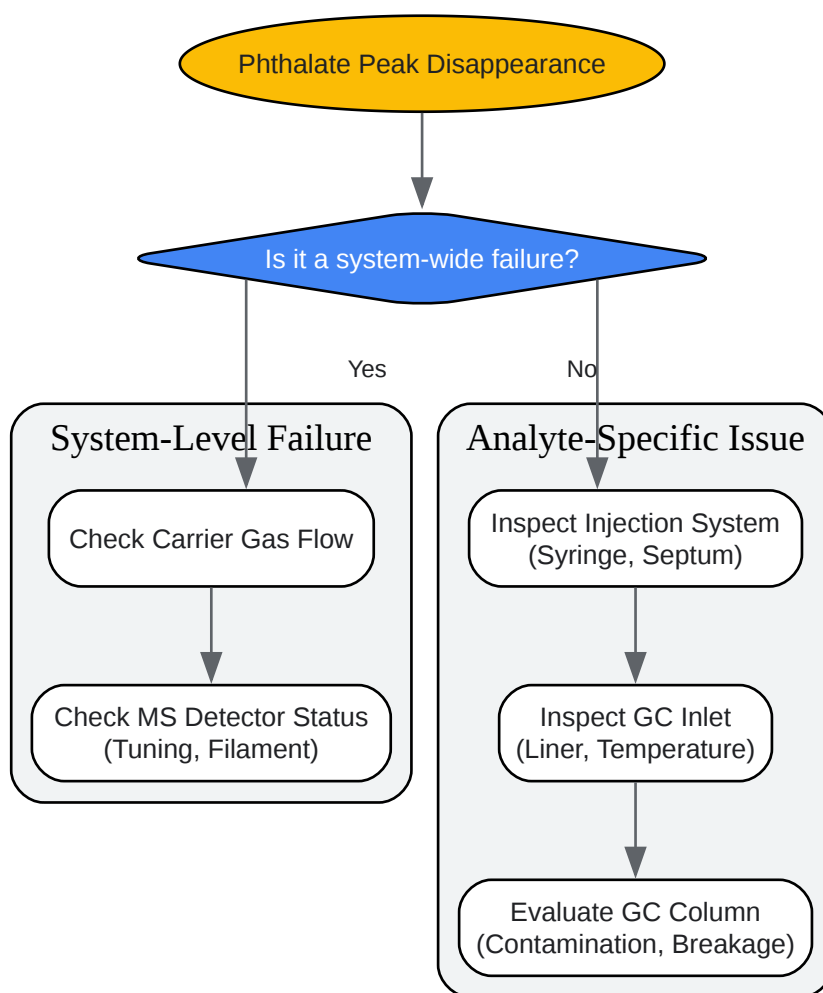 Phthalate Peak Disappearance
Is it a system-wide failure?
Yes
No
System-Level Failure
Check Carrier Gas Flow
Check MS Detector Status
(Tuning, Filament)
Analyte-Specific Issue
Inspect Injection System
(Syringe, Septum)
Inspect GC Inlet
(Liner, Temperature)
Evaluate GC Column
(Contamination, Breakage)